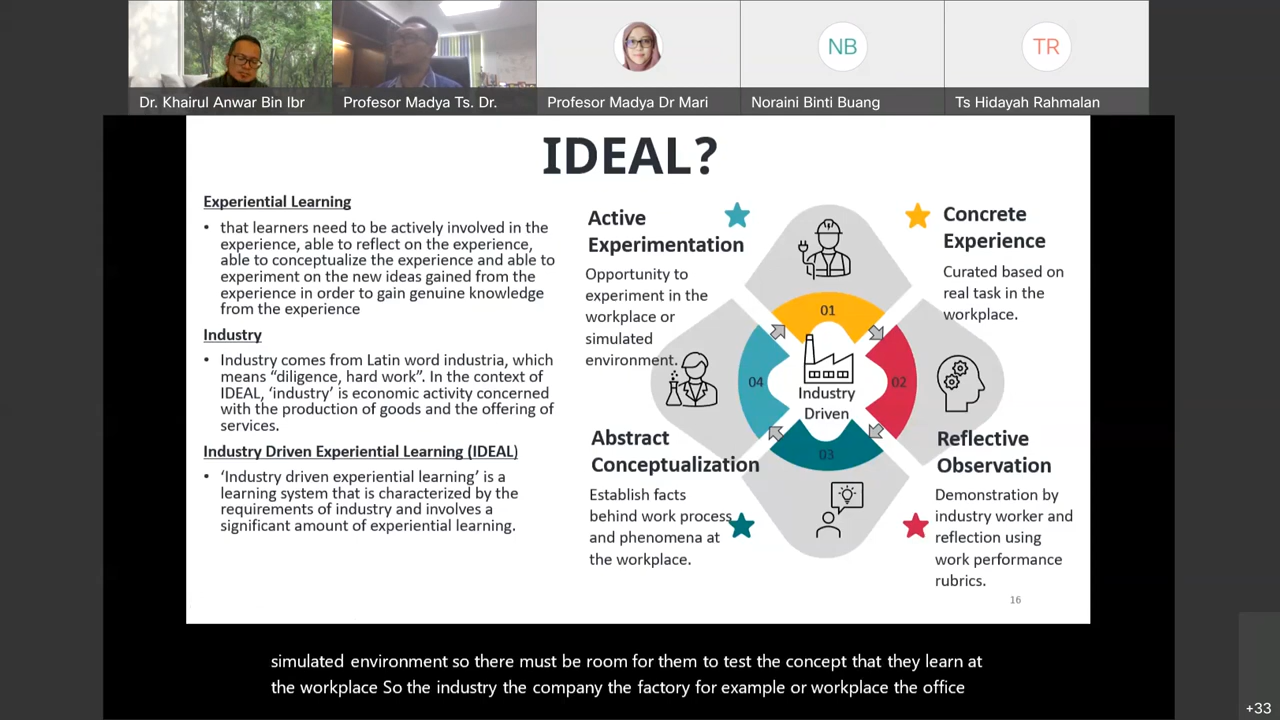 Dr. Khairul Anwar Bin Ibr
Profesor Madya Ts. Dr.
Profesor Madya Dr Mari
NB
Noraini Binti Buang
TR
Ts Hidayah Rahmalan
IDEAL?
Experiential Learning
• that learners need to be actively involved in the
experience, able to reflect on the experience,
able to conceptualize the experience and able to
experiment on the new ideas gained from the
experience in order to gain genuine knowledge
from the experience
Industry
• Industry comes from Latin word industria, which
means “diligence, hard work”. In the context of
IDEAL, ‘industry’ is economic activity concerned
with the production of goods and the offering of
services.
Industry Driven Experiential Learning (IDEAL)
• ‘Industry driven experiential learning’ is a
learning system that is characterized by the
requirements of industry and involves a
significant amount of experiential learning.
Active
Experimentation
Opportunity to
experiment in the
workplace or
simulated
environment.
Concrete
Experience
Curated based on
real task in the
workplace.
01
02
03
04
Industry
Driven
Abstract
Conceptualization
Establish facts
behind work process
and phenomena at
the workplace.
Reflective
Observation
Demonstration by
industry worker and
reflection using
work performance
rubrics.
16
simulated environment so there must be room for them to test the concept that they learn at
the workplace So the industry the company the factory for example or workplace the office
+33